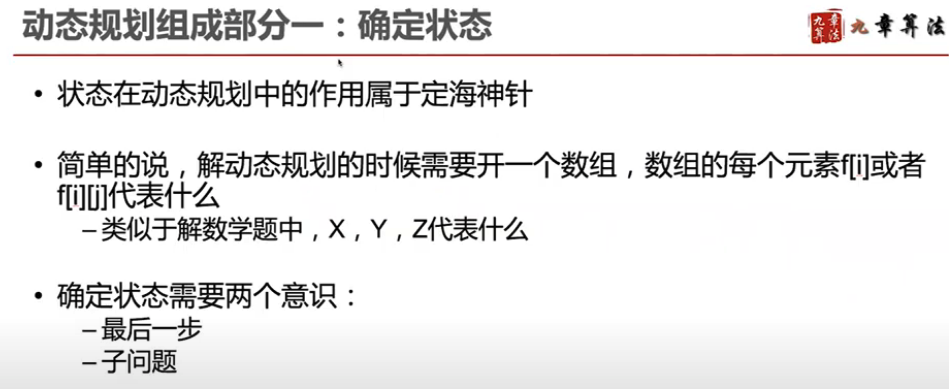 动态规划组成部分一：确定状态
九章算法 九章算法
• 状态在动态规划中的作用属于定海神针
• 简单的说，解动态规划的时候需要开一个数组，数组的每个元素f[i]或者
f[i][j]代表什么
–类似于解数学题中，X，Y，Z代表什么
• 确定状态需要两个意识：
–最后一步
–子问题